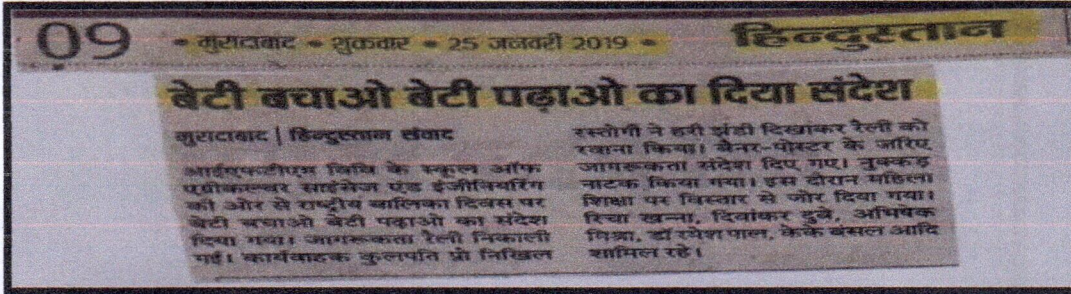 09
• मुरादाबाद • शुक्रवार • 25 जनवरी 2019 •
हिन्दुस्तान
बेटी बचाओ बेटी पढ़ाओ का दिया संदेश
मुरादाबाद | हिन्दुस्तान संवाद
आईएफटीएम विवि के स्कूल ऑफ
एग्रीकल्चर साइंसेज एंड इंजीनियरिंग
की ओर से राष्ट्रीय बालिका दिवस पर
बेटी बचाओ बेटी पढ़ाओ का संदेश
दिया गया। जागरूकता रैली निकाली
गई। कार्यवाहक कुलपति प्रो निखिल
रस्तोगी ने हरी झंडी दिखाकर रैली को
रवाना किया। बैनर-पोस्टर के जरिए
जागरूकता संदेश दिए गए। नुक्कड़
नाटक किया गया। इस दौरान महिला
शिक्षा पर विस्तार से जोर दिया गया।
रिचा खन्ना, दिवांकर दुबे, अभिषेक
मिश्रा, डॉ रमेश पाल, केके बंसल आदि
शामिल रहे।